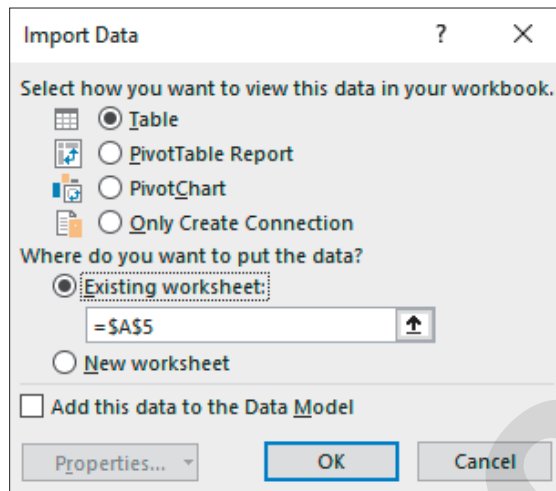 Import Data ?
Select how you want to view this data in your workbook.
Table
PivotTable Report
PivotChart
Only Create Connection
Where do you want to put the data?
Existing worksheet:
=$A$5
New worksheet
Add this data to the Data Model
Properties... OK Cancel